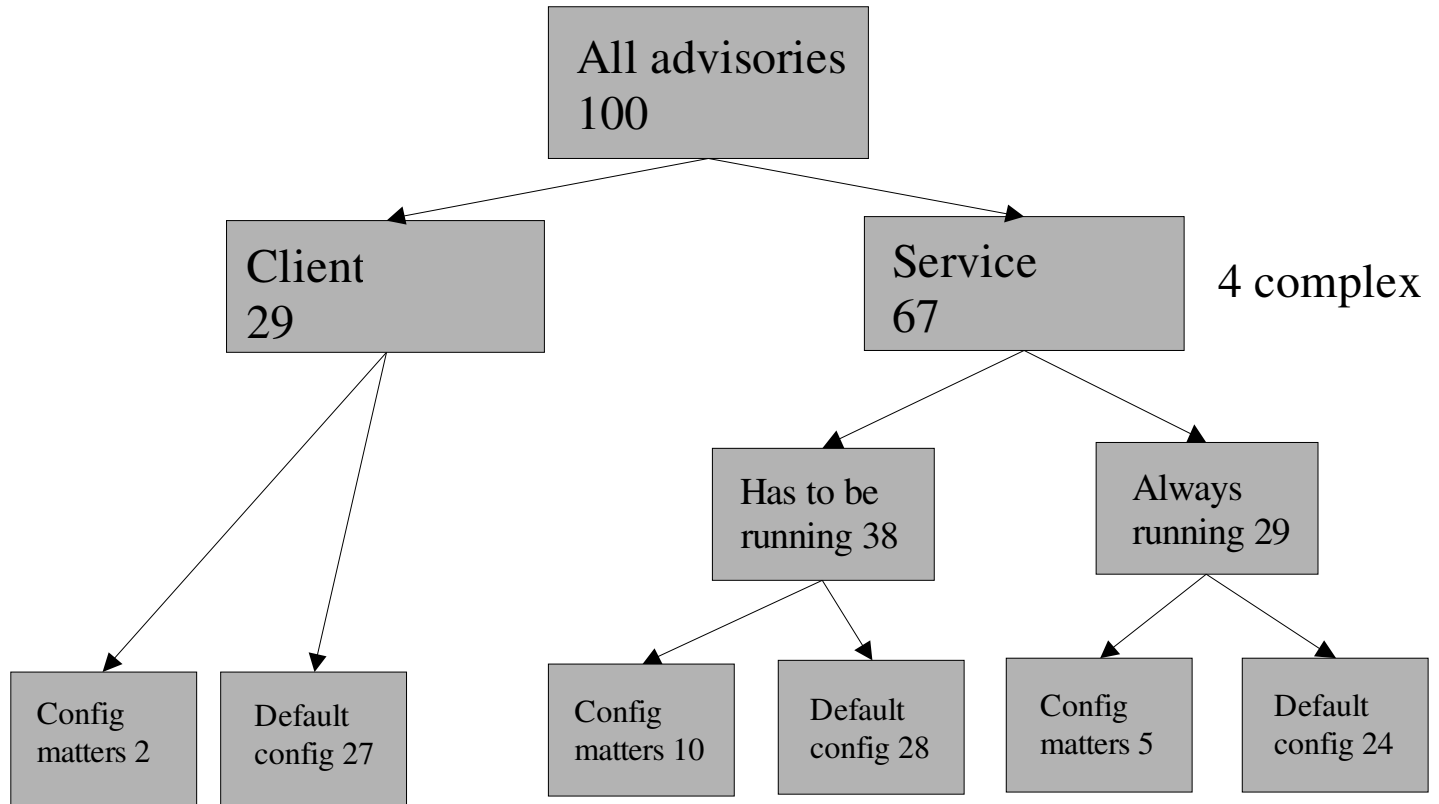 All advisories
100
Client
29
Service
67
4 complex
Has to be
running 38
Always
running 29
Config
matters 2
Default
config 27
Config
matters 10
Default
config 28
Config
matters 5
Default
config 24